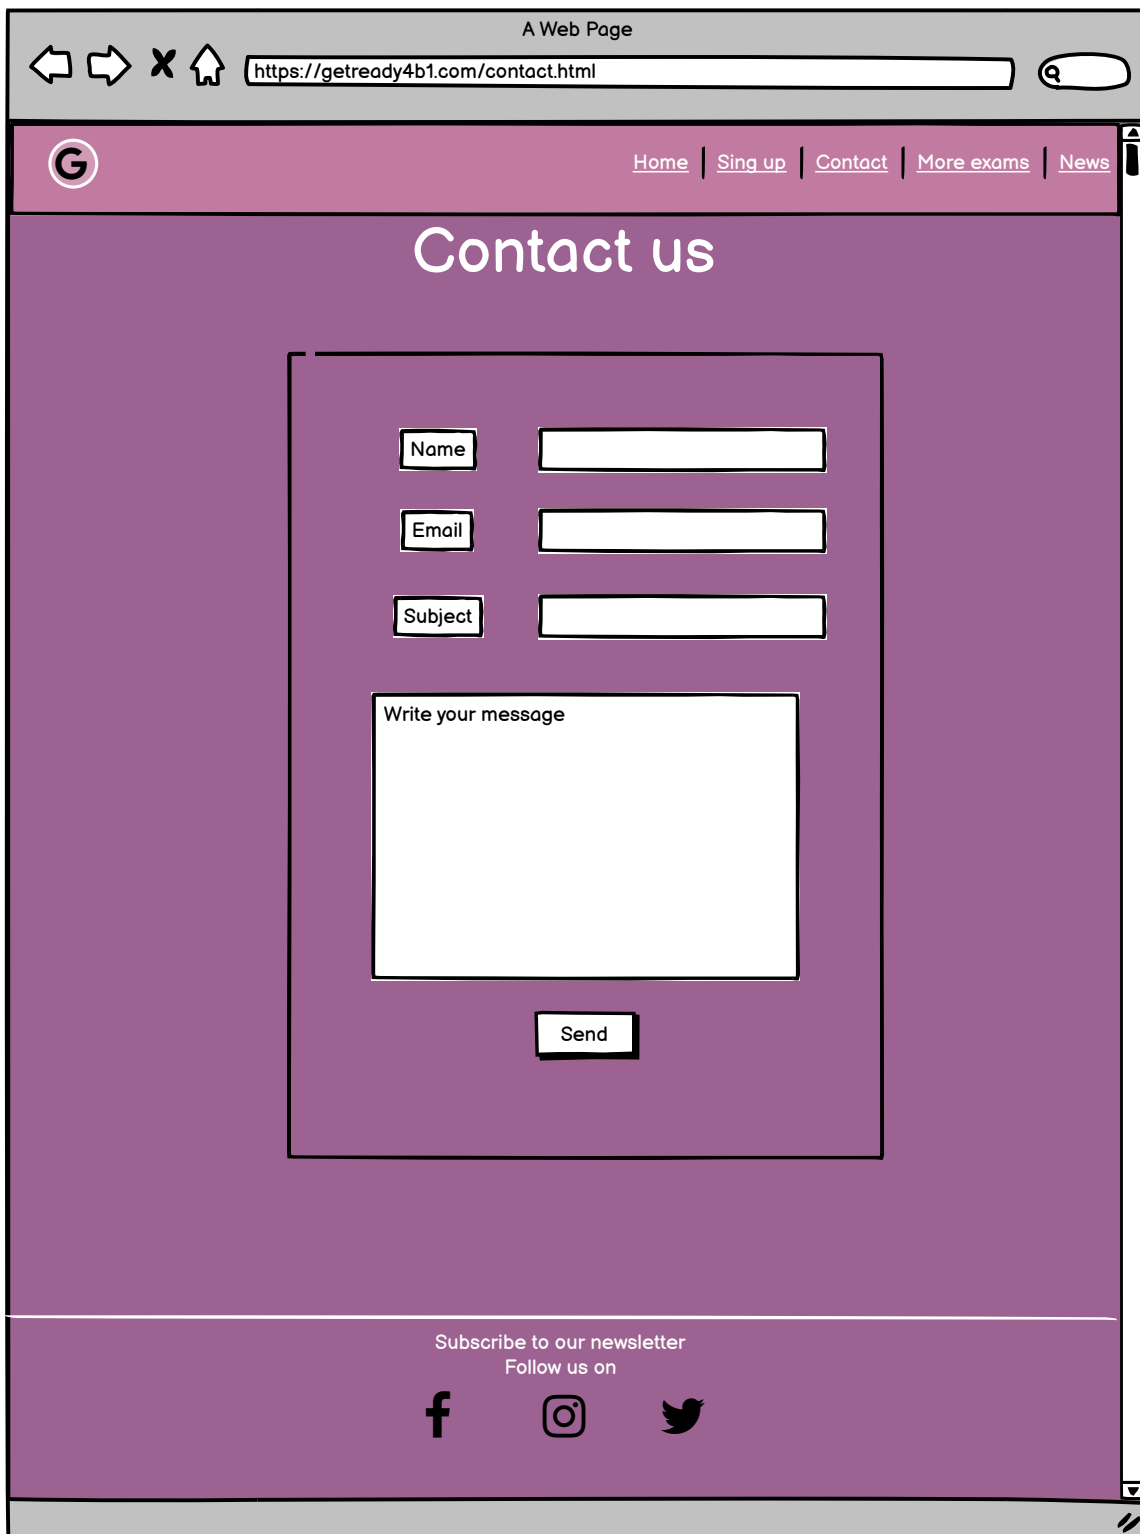 A Web Page
https://getready4b1.com/contact.html
G
Home Sing up Contact More exams News
Contact us
Name
Email
Subject
Write your message
Send
Subscribe to our newsletter
Follow us on